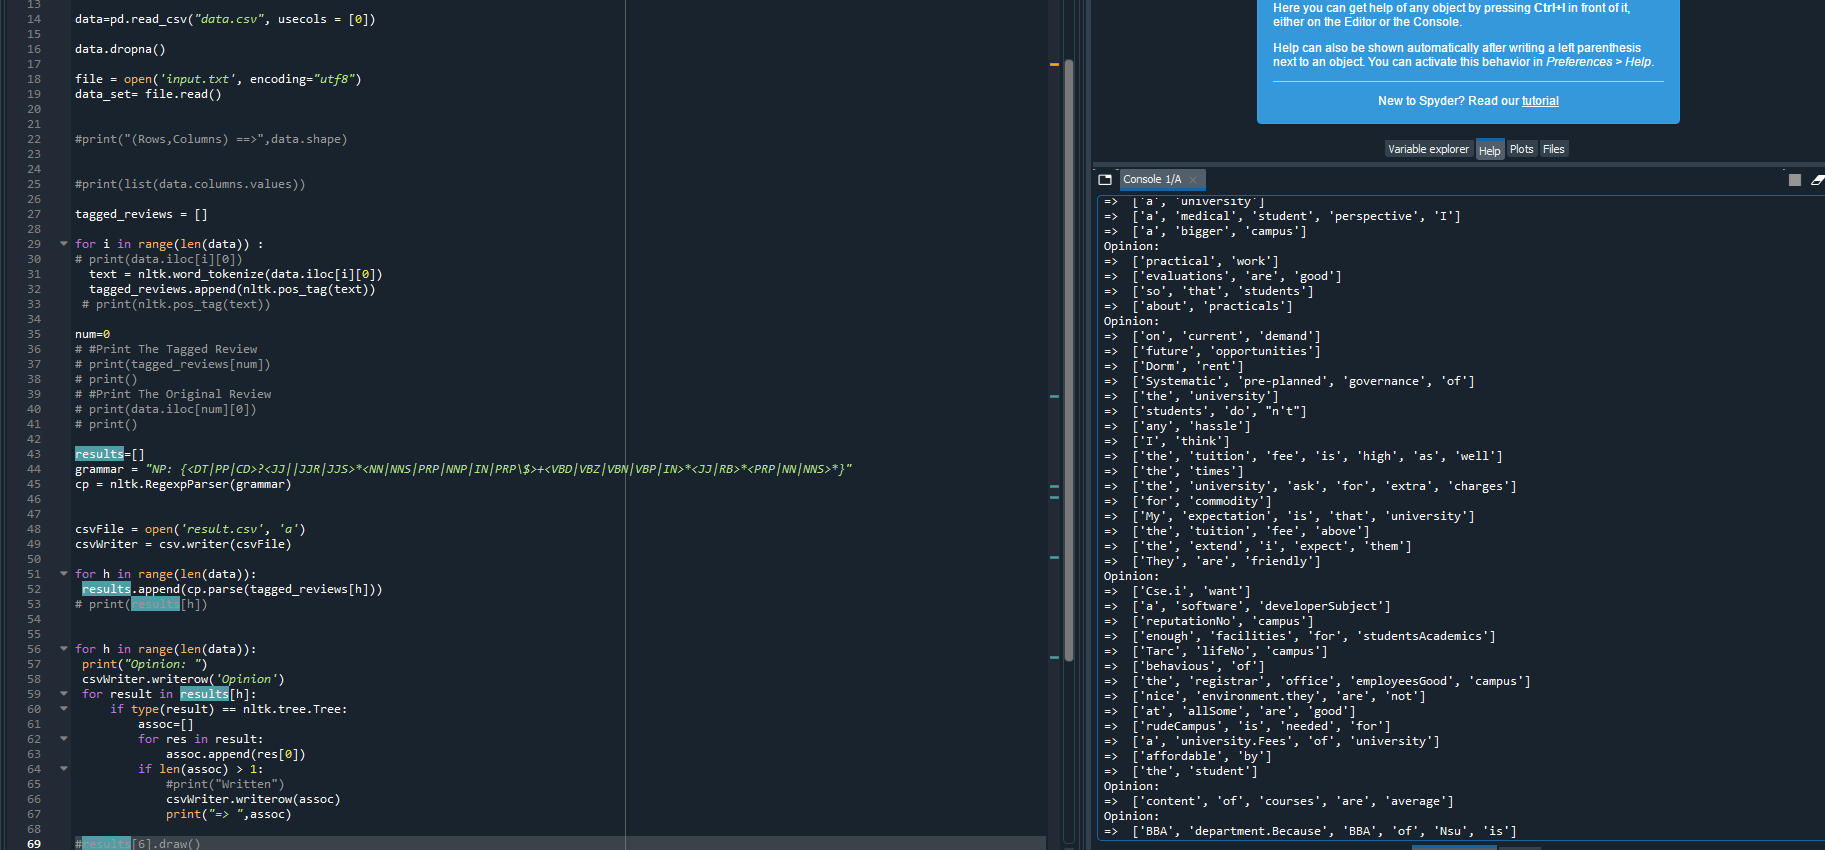 13
14 data=pd.read_csv("data.csv", usecols = [0])
15
16 data.dropna()
17
18 file = open('input.txt', encoding="utf8")
19 data_set= file.read()
20
21
22 #print("(Rows,Columns) ==>",data.shape)
23
24
25 #print(list(data.columns.values))
26
27 tagged_reviews = []
28
29 for i in range(len(data)) :
30 # print(data.iloc[i][0])
31   text = nltk.word_tokenize(data.iloc[i][0])
32   tagged_reviews.append(nltk.pos_tag(text))
33  # print(nltk.pos_tag(text))
34
35 num=0
36 # #Print The Tagged Review
37 # print(tagged_reviews[num])
38 # print()
39 # #Print The Original Review
40 # print(data.iloc[num][0])
41 # print()
42
43 results=[]
44 grammar = "NP: {<DT|PP|CD>?<JJ||JJR|JJS>*<NN|NNS|PRP|NNP|IN|PRP\$>+<VBD|VBZ|VBN|VBP|IN>*<JJ|RB>*<PRP|NN|NNS>*}"
45 cp = nltk.RegexpParser(grammar)
46
47
48 csvFile = open('result.csv', 'a')
49 csvWriter = csv.writer(csvFile)
50
51 for h in range(len(data)):
52  results.append(cp.parse(tagged_reviews[h]))
53 # print(results[h])
54
55
56 for h in range(len(data)):
57  print("Opinion: ")
58  csvWriter.writerow('Opinion')
59  for result in results[h]:
60      if type(result) == nltk.tree.Tree:
61          assoc=[]
62          for res in result:
63              assoc.append(res[0])
64          if len(assoc) > 1:
65              #print("Written")
66              csvWriter.writerow(assoc)
67              print("=> ",assoc)
68
69 #results[6].draw()
Here you can get help of any object by pressing Ctrl+I in front of it,
either on the Editor or the Console.
Help can also be shown automatically after writing a left parenthesis
next to an object. You can activate this behavior in Preferences > Help.
New to Spyder? Read our tutorial
Variable explorer Help Plots Files
Console 1/A
=>  ['a', 'university']
=>  ['a', 'medical', 'student', 'perspective', 'I']
=>  ['a', 'bigger', 'campus']
Opinion:
=>  ['practical', 'work']
=>  ['evaluations', 'are', 'good']
=>  ['so', 'that', 'students']
=>  ['about', 'practicals']
Opinion:
=>  ['on', 'current', 'demand']
=>  ['future', 'opportunities']
=>  ['Dorm', 'rent']
=>  ['Systematic', 'pre-planned', 'governance', 'of']
=>  ['the', 'university']
=>  ['students', 'do', "n't"]
=>  ['any', 'hassle']
=>  ['I', 'think']
=>  ['the', 'tuition', 'fee', 'is', 'high', 'as', 'well']
=>  ['the', 'times']
=>  ['the', 'university', 'ask', 'for', 'extra', 'charges']
=>  ['for', 'commodity']
=>  ['My', 'expectation', 'is', 'that', 'university']
=>  ['the', 'tuition', 'fee', 'above']
=>  ['the', 'extend', 'i', 'expect', 'them']
=>  ['They', 'are', 'friendly']
Opinion:
=>  ['Cse.i', 'want']
=>  ['a', 'software', 'developerSubject']
=>  ['reputationNo', 'campus']
=>  ['enough', 'facilities', 'for', 'studentsAcademics']
=>  ['Tarc', 'lifeNo', 'campus']
=>  ['behavious', 'of']
=>  ['the', 'registrar', 'office', 'employeesGood', 'campus']
=>  ['nice', 'environment.they', 'are', 'not']
=>  ['at', 'allSome', 'are', 'good']
=>  ['rudeCampus', 'is', 'needed', 'for']
=>  ['a', 'university.Fees', 'of', 'university']
=>  ['affordable', 'by']
=>  ['the', 'student']
Opinion:
=>  ['content', 'of', 'courses', 'are', 'average']
Opinion:
=>  ['BBA', 'department.Because', 'BBA', 'of', 'Nsu', 'is']